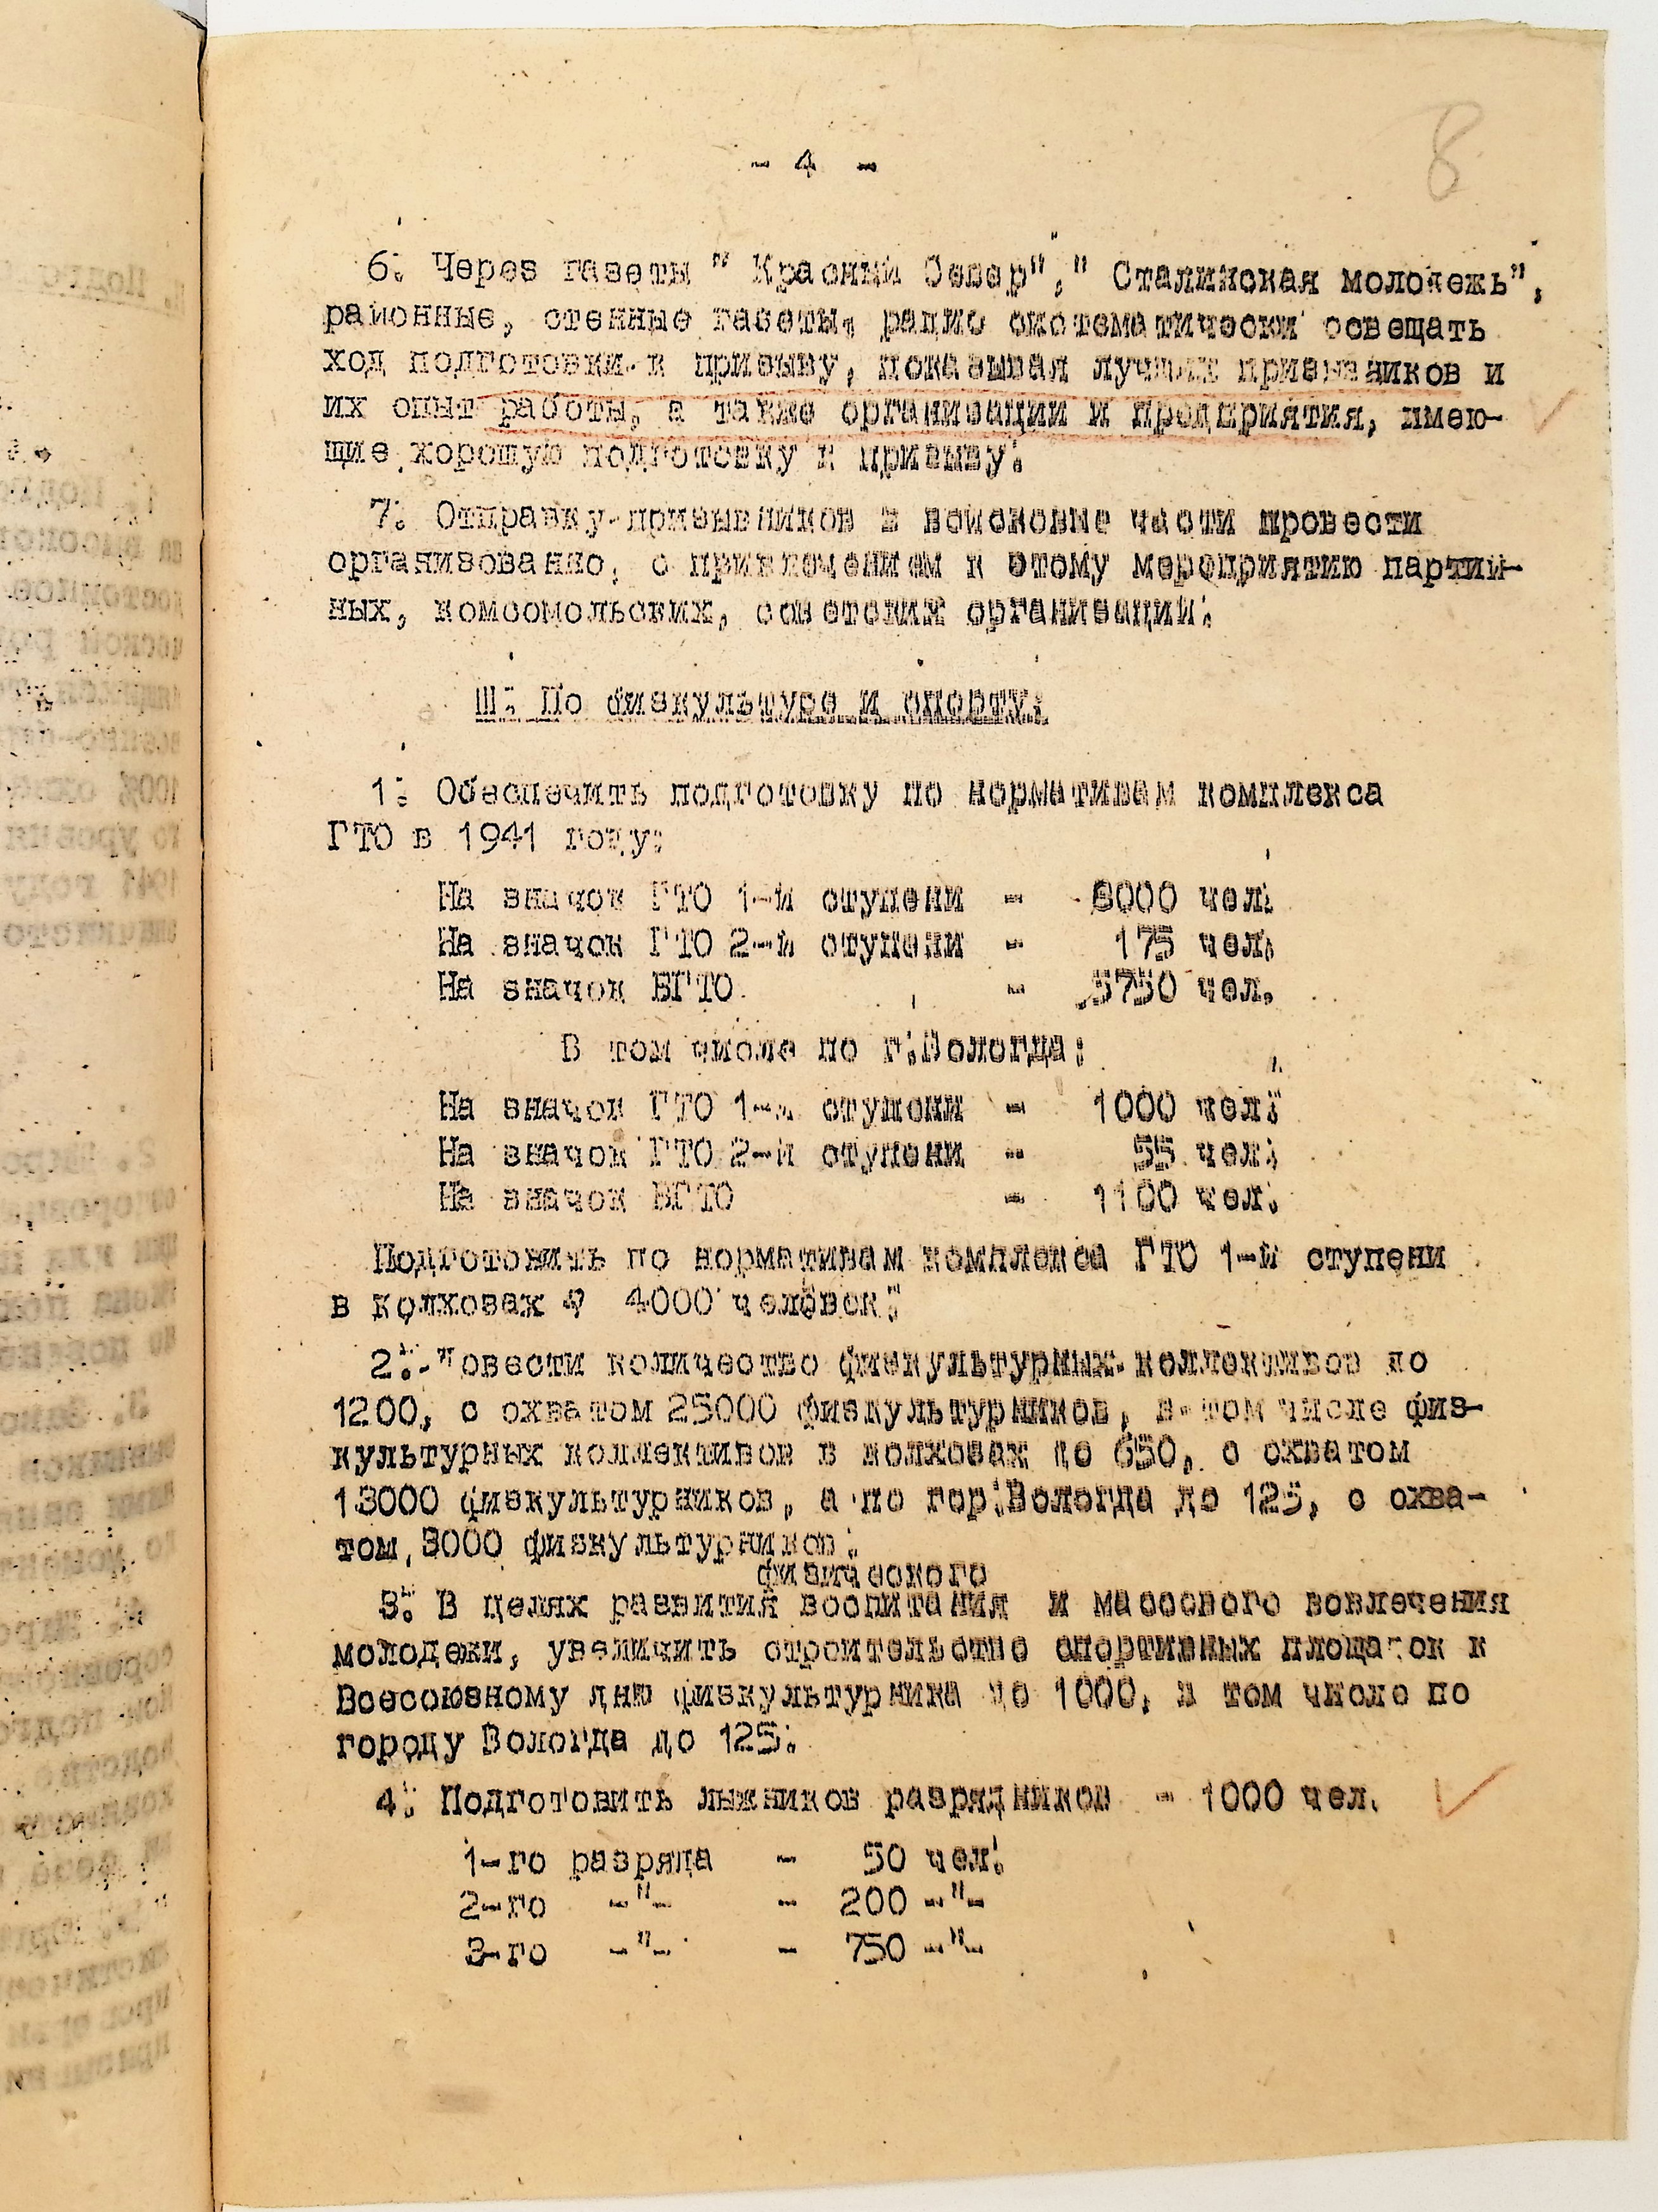 8
- 4 -
6. Через газеты " Красный Север", " Сталинская молодежь",
районные, стенные газеты, радио систематически освещать
ход подготовки к призыву, показывая лучших призывников и
их опыт работы, а также организации и предприятия, имею-
щие хорошую подготовку к призыву.
7. Отправку призывников в войсковые части провести
организованно, с привлечением к этому мероприятию партий-
ных, комсомольских, советских организаций.
III. По физкультуре и спорту:
1. Обеспечить подготовку по нормативам комплекса
ГТО в 1941 году:
На значок ГТО 1-й ступени - 8000 чел.
На значок ГТО 2-й ступени - 175 чел.
На значок БГТО - 5750 чел.
В том числе по г.Вологда:
На значок ГТО 1-й ступени - 1000 чел.
На значок ГТО 2-й ступени - 55 чел.
На значок БГТО - 1100 чел.
Подготовить по нормативам комплекса ГТО 1-й ступени
в колхозах 4000 человек.
2. Довести количество физкультурных коллективов до
1200, с охватом 25000 физкультурников, в том числе физ-
культурных коллективов в колхозах до 650, с охватом
13000 физкультурников, а по гор.Вологда до 125, с охва-
том 8000 физкультурников.
физического
3. В целях развития воспитания и массового вовлечения
молодежи, увеличить строительство спортивных площадок к
Всесоюзному дню физкультурника до 1000, в том числе по
городу Вологда до 125.
4. Подготовить лыжников разрядников - 1000 чел.
1-го разряда - 50 чел.
2-го -"- - 200 -"-
3-го -"- - 750 -"-